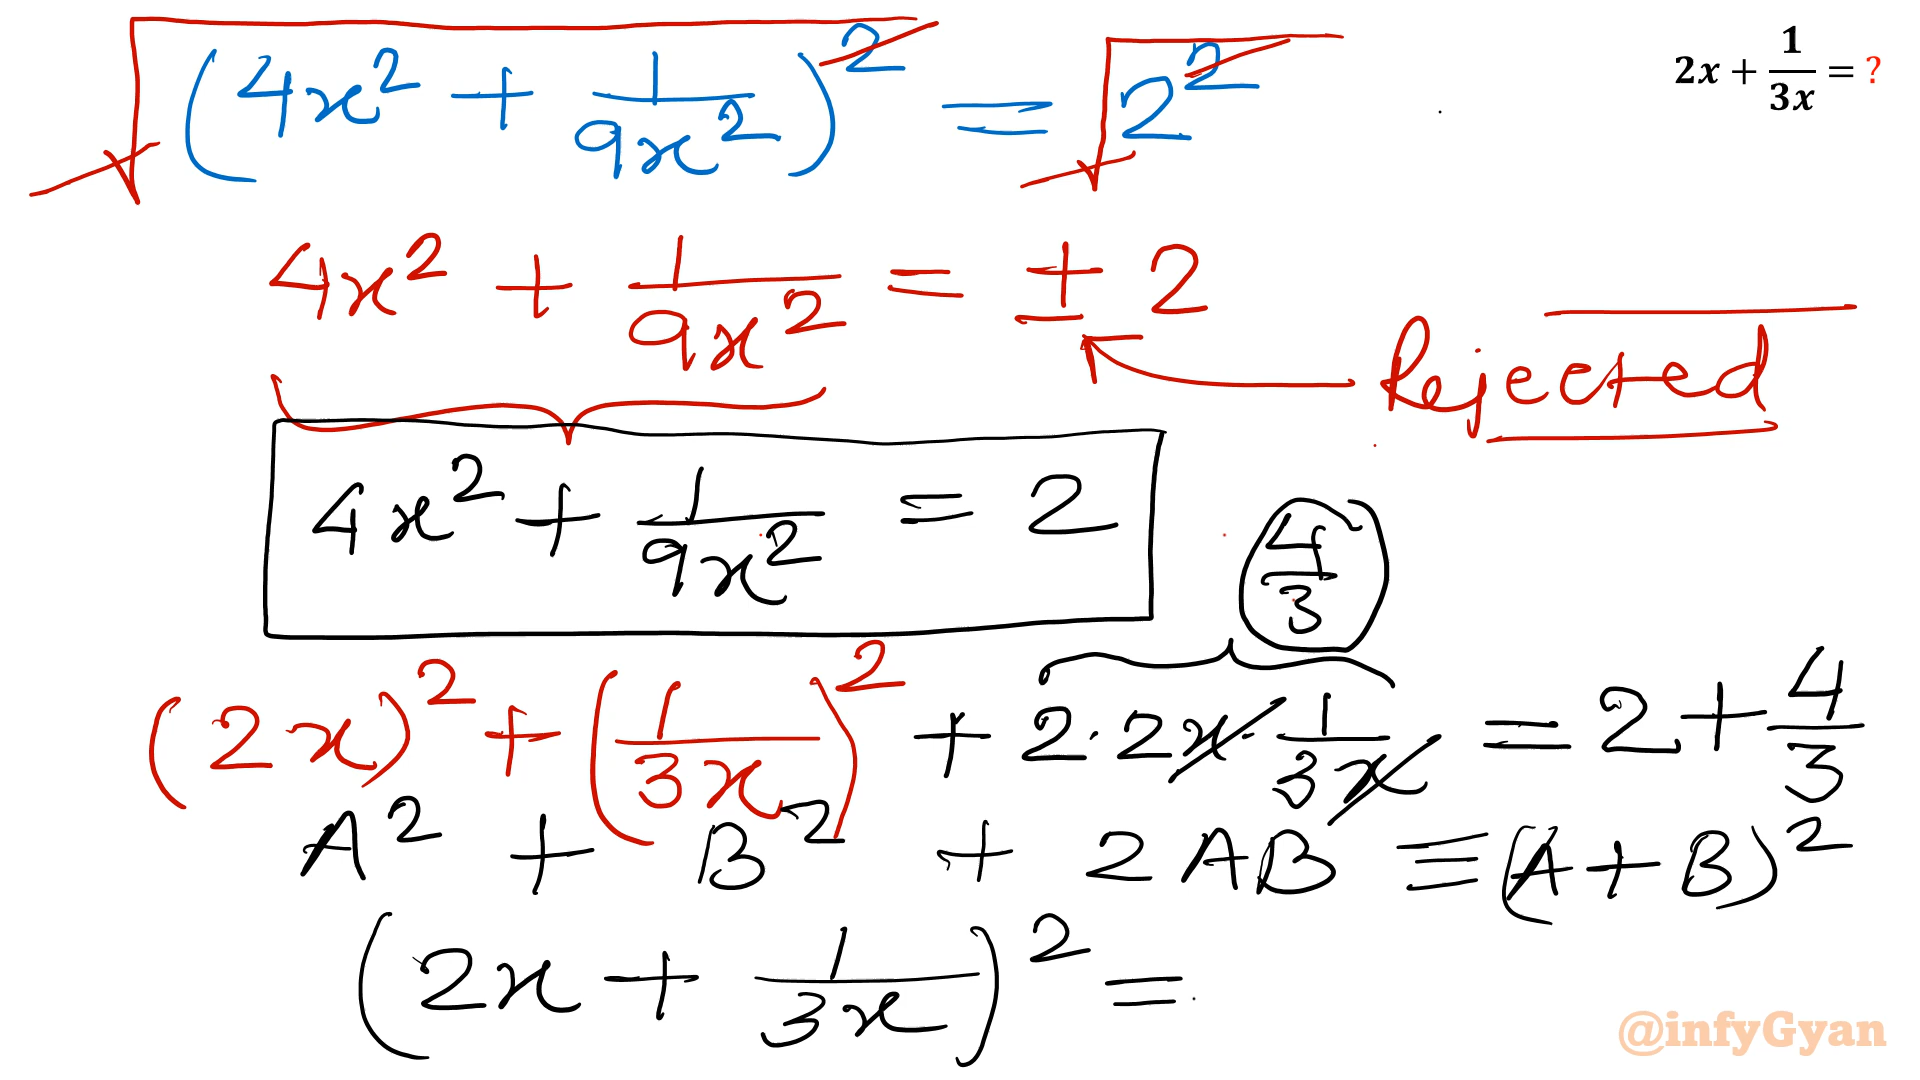 √(4x² + 1/9x²)² = √2²
2x + 1/3x = ?
4x² + 1/9x² = ± 2
Rejected
4x² + 1/9x² = 2
4/3
(2x)² + (1/3x)² + 2·2x·1/3x = 2 + 4/3
A² + B² + 2AB ≡ (A + B)²
(2x + 1/3x)² =
@infyGyan